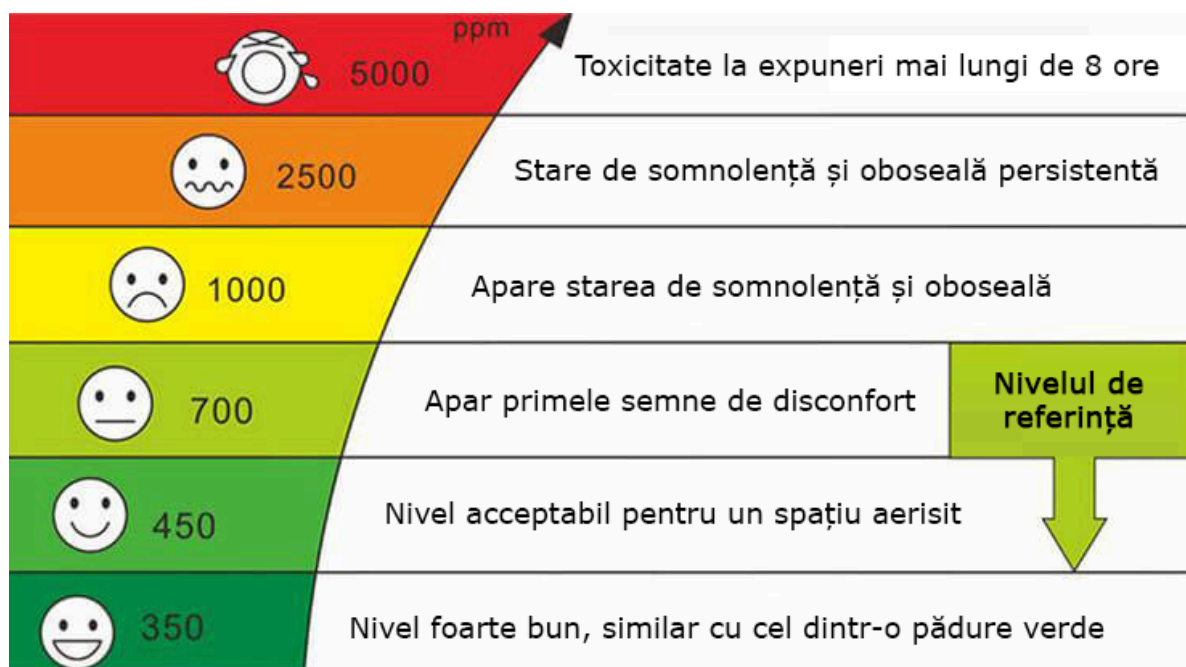 ppm
5000 Toxicitate la expuneri mai lungi de 8 ore
2500 Stare de somnolență și oboseală persistentă
1000 Apare starea de somnolență și oboseală
700 Apar primele semne de disconfort
Nivelul de
referință
450 Nivel acceptabil pentru un spațiu aerisit
350 Nivel foarte bun, similar cu cel dintr-o pădure verde